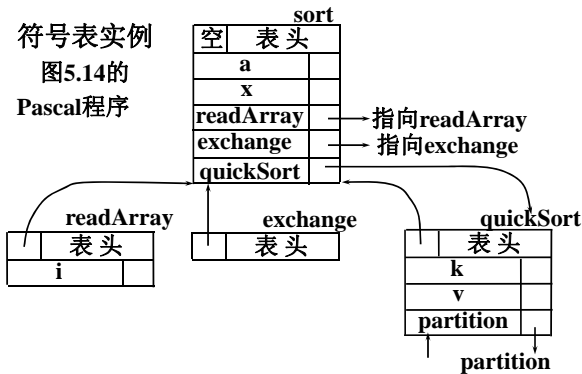 符号表实例
图5.14的
Pascal程序
sort
空 表 头
a
x
readArray
指向readArray
exchange
指向exchange
quickSort
readArray
表 头
i
exchange
表 头
quickSort
表 头
k
v
partition
partition